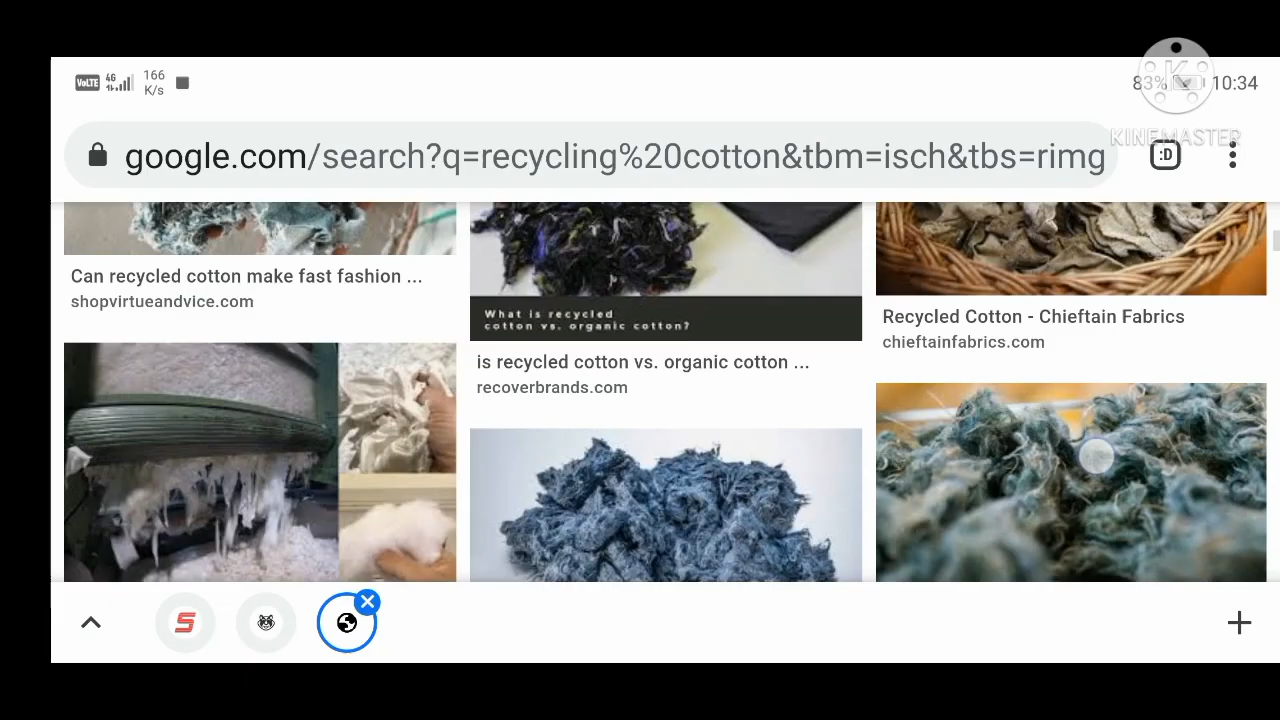 VoLTE 4G 166 K/s 83% 10:34
KINEMASTER
google.com/search?q=recycling%20cotton&tbm=isch&tbs=rimg :D
Can recycled cotton make fast fashion ...
shopvirtueandvice.com
What is recycled
cotton vs. organic cotton?
is recycled cotton vs. organic cotton ...
recoverbrands.com
Recycled Cotton - Chieftain Fabrics
chieftainfabrics.com
S